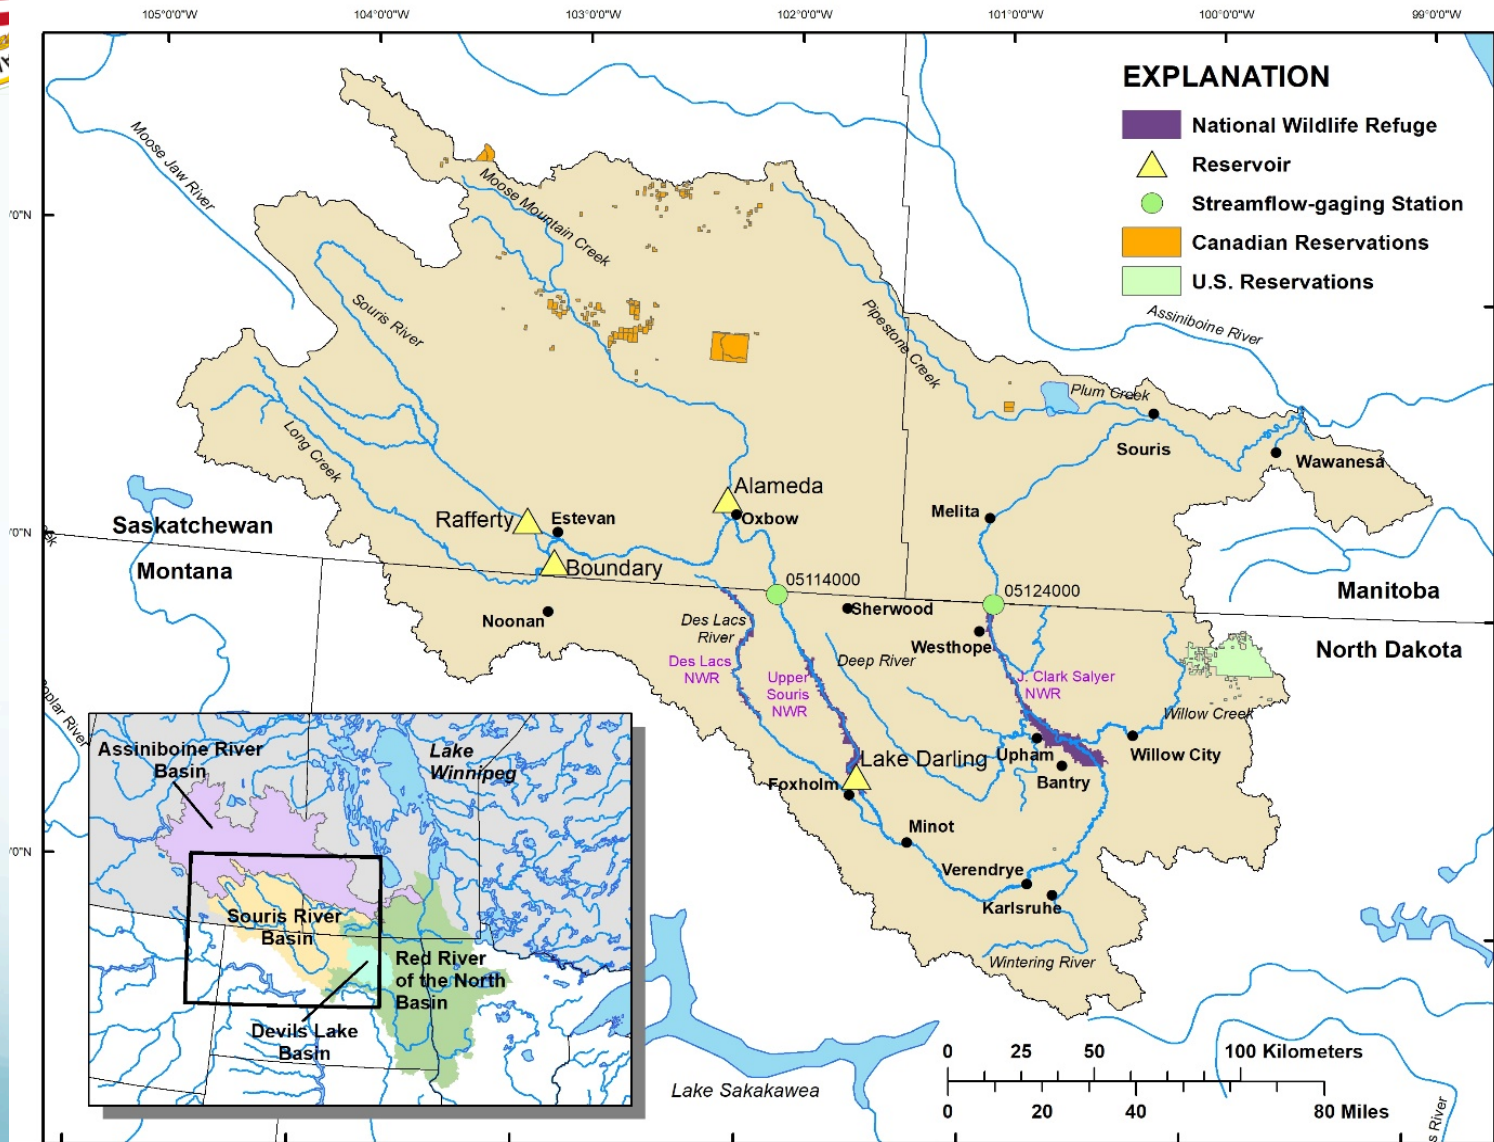 105°0'0"W
104°0'0"W
103°0'0"W
102°0'0"W
101°0'0"W
100°0'0"W
99°0'0"W
EXPLANATION
National Wildlife Refuge
Reservoir
Streamflow-gaging Station
Canadian Reservations
U.S. Reservations
Moose Jaw River
Moose Mountain Creek
Souris River
Long Creek
Pipestone Creek
Assiniboine River
Plum Creek
Souris
Wawanesa
Alameda
Oxbow
Rafferty
Estevan
Boundary
Melita
Saskatchewan
Montana
Manitoba
North Dakota
05114000
05124000
Sherwood
Westhope
Noonan
Des Lacs
River
Des Lacs
NWR
Upper
Souris
NWR
Deep River
J. Clark Salyer
NWR
Willow Creek
Willow City
Upham
Bantry
Lake Darling
Foxholm
Minot
Verendrye
Karlsruhe
Wintering River
Lake Sakakawea
Assiniboine River
Basin
Lake
Winnipeg
Souris River
Basin
Red River
of the North
Basin
Devils Lake
Basin
0 25 50 100 Kilometers
0 20 40 80 Miles